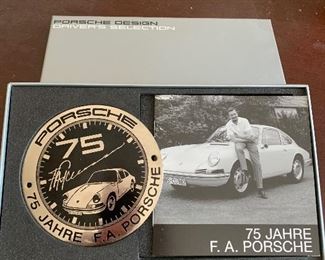 PORSCHE DESIGN
DRIVER'S SELECTION
PORSCHE
75
75 JAHRE F. A. PORSCHE
75 JAHRE
F. A. PORSCHE